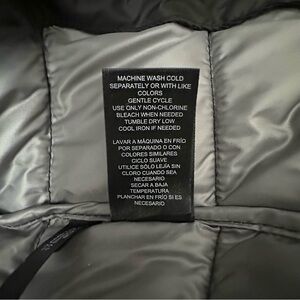 MACHINE WASH COLD
SEPARATELY OR WITH LIKE
COLORS
GENTLE CYCLE
USE ONLY NON-CHLORINE
BLEACH WHEN NEEDED
TUMBLE DRY LOW
COOL IRON IF NEEDED
LAVAR A MÁQUINA EN FRÍO
POR SEPARADO O CON
COLORES SIMILARES
CICLO SUAVE
UTILICE SÓLO LEJÍA SIN
CLORO CUANDO SEA
NECESARIO
SECAR A BAJA
TEMPERATURA
PLANCHAR EN FRÍO SI ES
NECESARIO